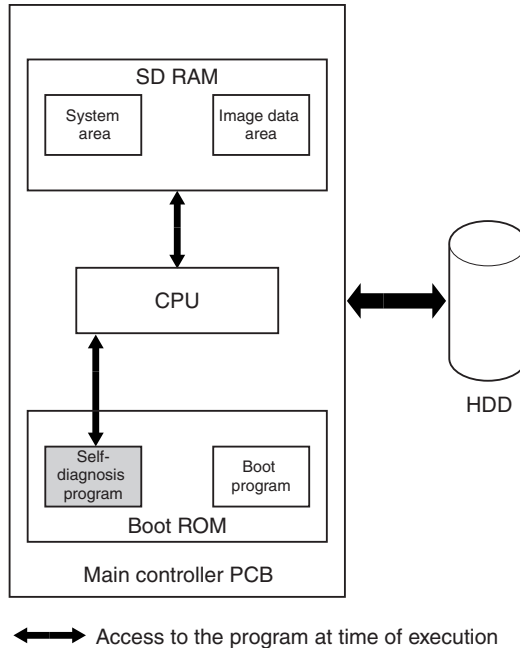 SD RAM
System
area
Image data
area
CPU
HDD
Self-
diagnosis
program
Boot
program
Boot ROM
Main controller PCB
Access to the program at time of execution